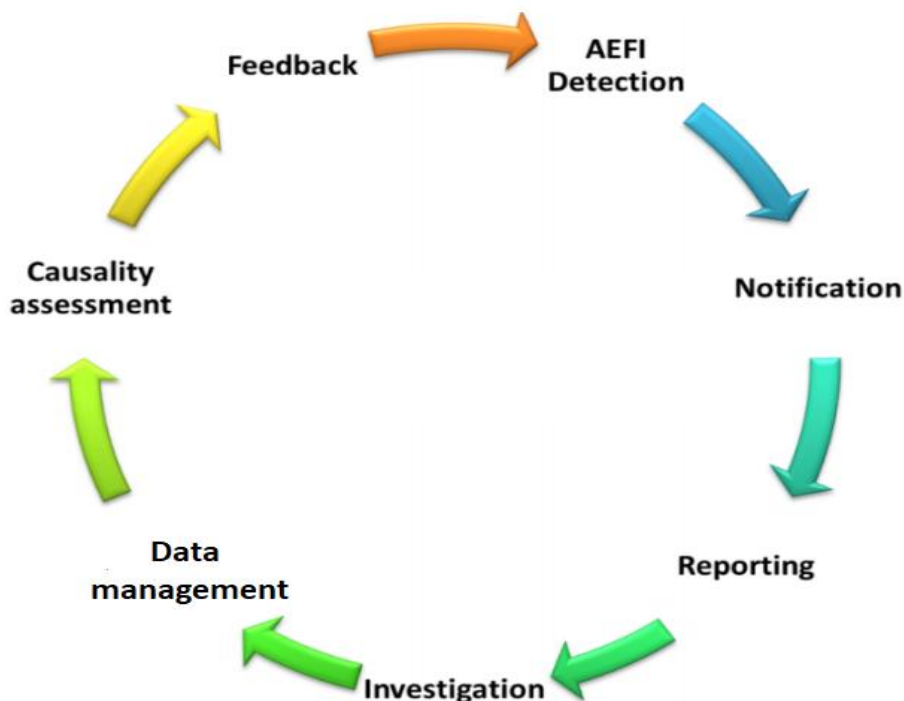 Feedback
AEFI
Detection
Notification
Reporting
Investigation
Data
management
Causality
assessment